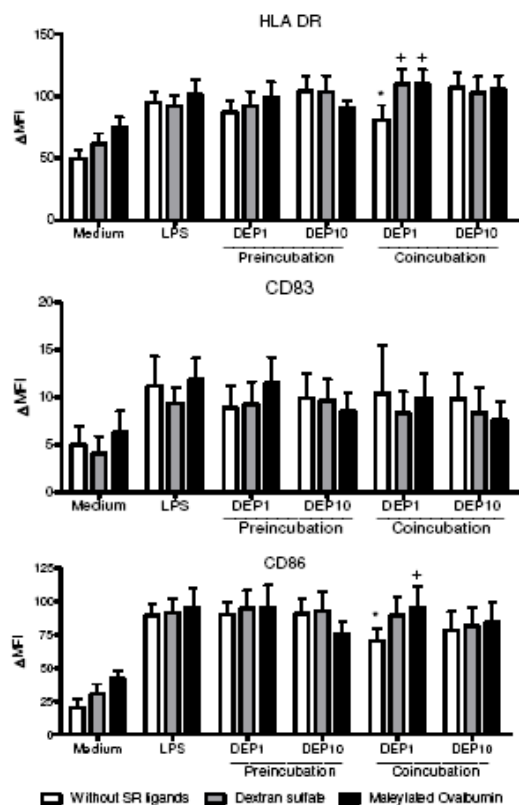 HLA DR
150
+ +
*
100
ΔMFI
50
0
Medium LPS DEP1 DEP10 DEP1 DEP10
Preincubation Coincubation
CD83
20
15
ΔMFI
10
5
0
Medium LPS DEP1 DEP10 DEP1 DEP10
Preincubation Coincubation
CD86
125
100
+
*
ΔMFI
75
50
25
0
Medium LPS DEP1 DEP10 DEP1 DEP10
Preincubation Coincubation
Without SR ligands Dextran sulfate Maleylated Ovalbumin